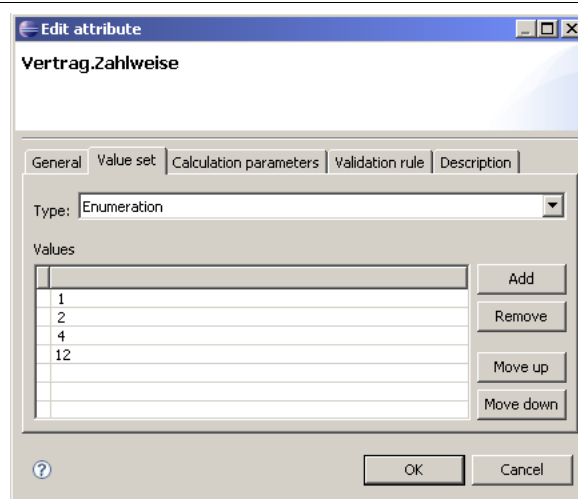 Edit attribute
Vertrag.Zahlweise
General Value set Calculation parameters Validation rule Description
Type: Enumeration
Values
Add
1
2
Remove
4
12
Move up
Move down
? OK Cancel